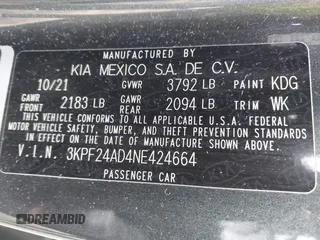 MANUFACTURED BY
KIA MEXICO S.A. DE C.V.
10/21 GVWR 3792 LB PAINT KDG
GAWR FRONT 2183 LB GAWR REAR 2094 LB TRIM WK
THIS VEHICLE CONFORMS TO ALL APPLICABLE U.S.A. FEDERAL
MOTOR VEHICLE SAFETY, BUMPER, AND THEFT PREVENTION STANDARDS
IN EFFECT ON THE DATE OF MANUFACTURE SHOWN ABOVE.
V.I.N. 3KPF24AD4NE424664
PASSENGER CAR
DREAMBID